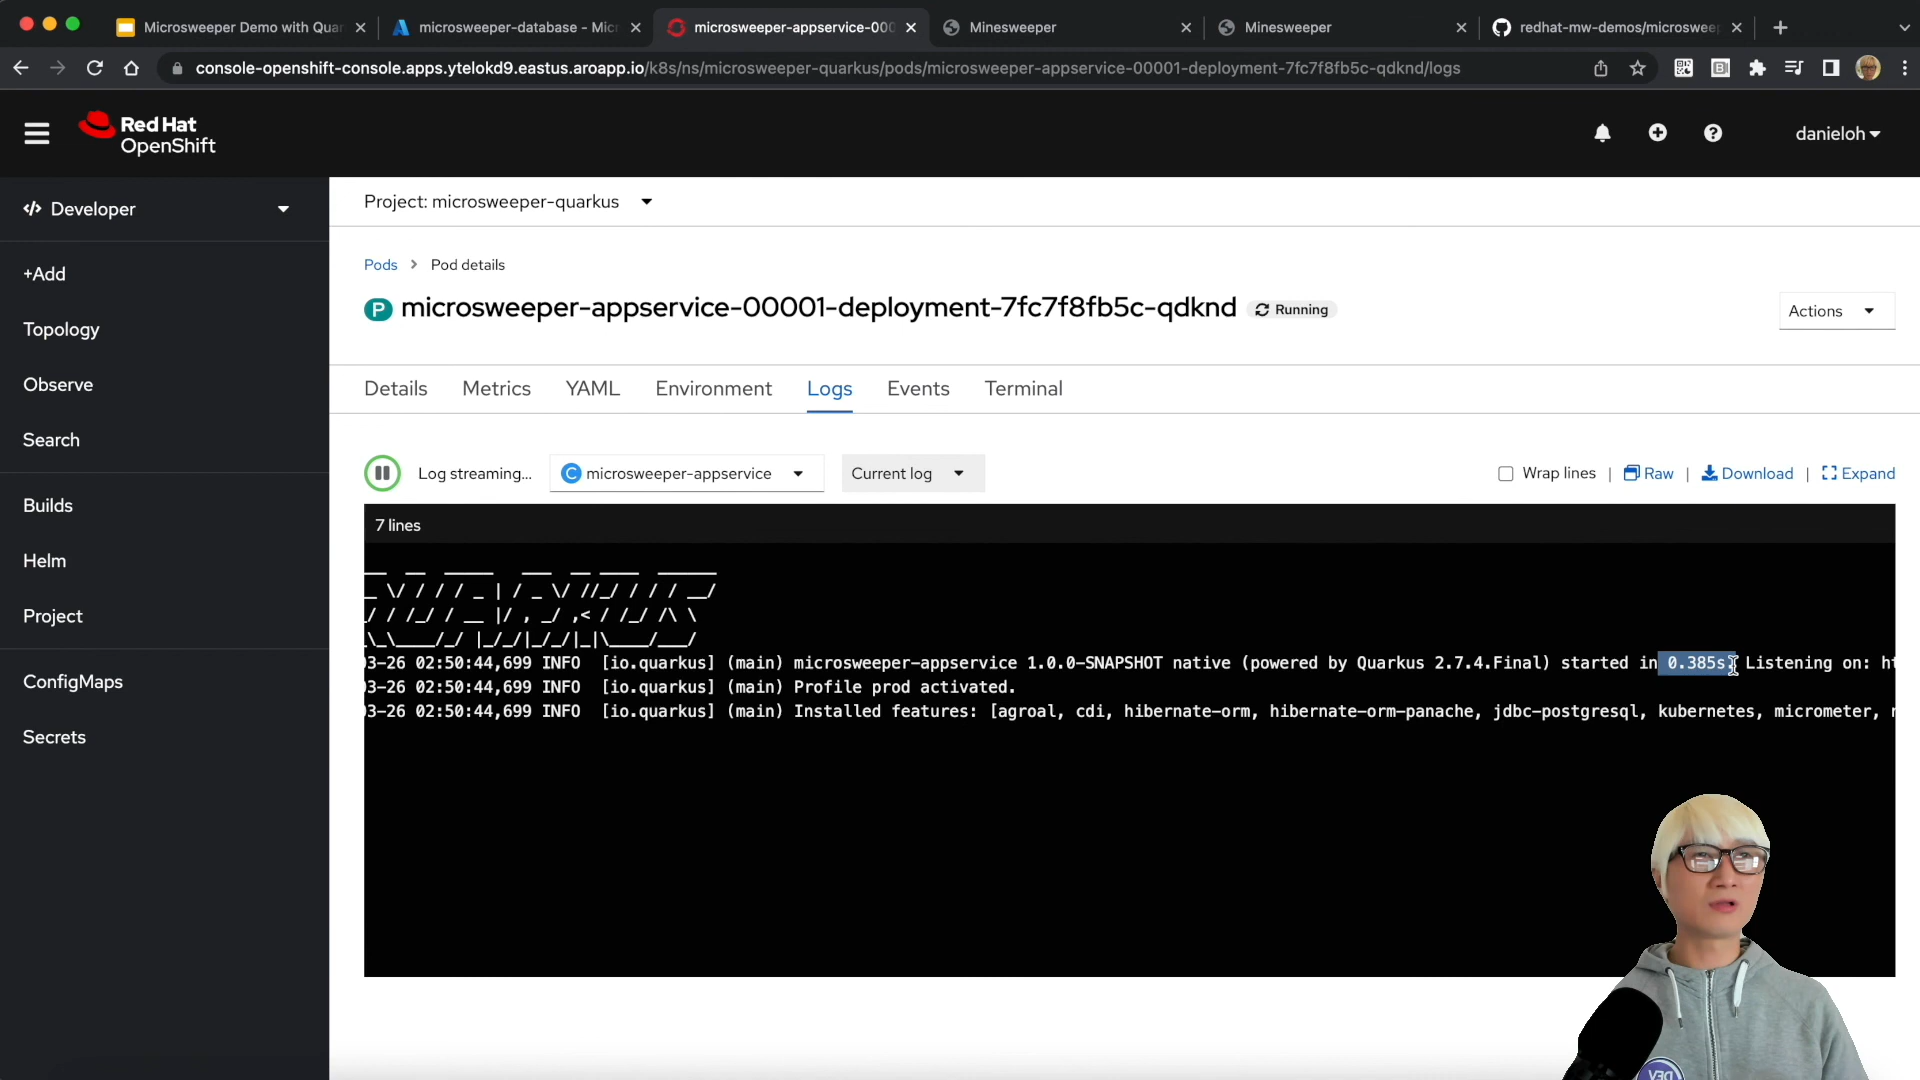 Microsweeper Demo with Quar
microsweeper-database - Micr
microsweeper-appservice-000
Minesweeper
Minesweeper
redhat-mw-demos/microsweep
console-openshift-console.apps.ytelokd9.eastus.aroapp.io/k8s/ns/microsweeper-quarkus/pods/microsweeper-appservice-00001-deployment-7fc7f8fb5c-qdknd/logs
Red Hat
OpenShift
danieloh
Developer
+Add
Topology
Observe
Search
Builds
Helm
Project
ConfigMaps
Secrets
Project: microsweeper-quarkus
Pods > Pod details
P microsweeper-appservice-00001-deployment-7fc7f8fb5c-qdknd Running
Actions
Details Metrics YAML Environment Logs Events Terminal
Log streaming... C microsweeper-appservice Current log Wrap lines | Raw | Download | Expand
7 lines
03-26 02:50:44,699 INFO [io.quarkus] (main) microsweeper-appservice 1.0.0-SNAPSHOT native (powered by Quarkus 2.7.4.Final) started in 0.385s. Listening on: ht
03-26 02:50:44,699 INFO [io.quarkus] (main) Profile prod activated.
03-26 02:50:44,699 INFO [io.quarkus] (main) Installed features: [agroal, cdi, hibernate-orm, hibernate-orm-panache, jdbc-postgresql, kubernetes, micrometer, r
DEV